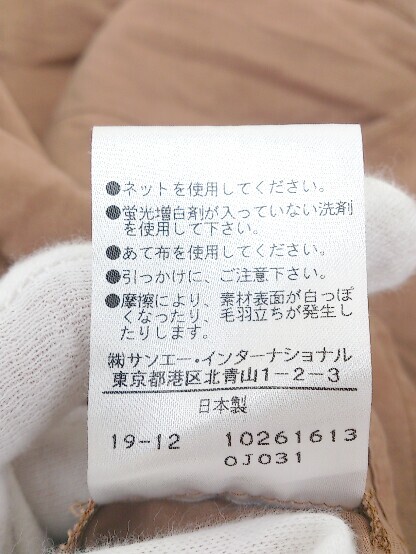 ●ネットを使用してください。
●蛍光増白剤が入っていない洗剤
を使用して下さい。
●あて布を使用してください。
●引っかけに、ご注意下さい。
●摩擦により、素材表面が白っぽ
くなったり、毛羽立ちが発生し
たりします。
㈱サンエー・インターナショナル
東京都港区北青山1-2-3
日本製
19-12 10261613
0J031